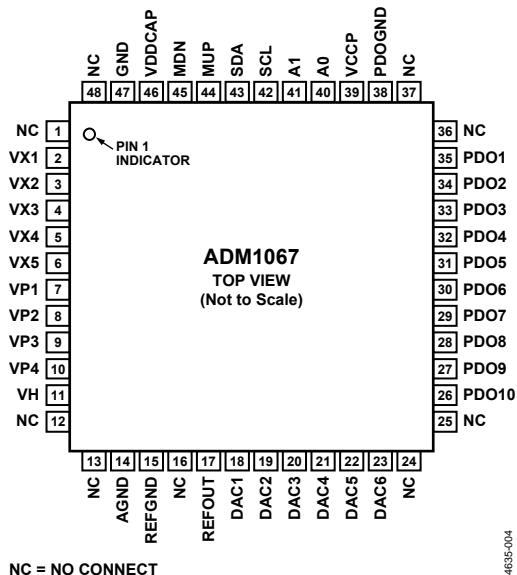 NC
GND
VDDCAP
MDN
MUP
SDA
SCL
A1
A0
VCCP
PDOGND
NC
48 47 46 45 44 43 42 41 40 39 38 37
NC 1
VX1 2
VX2 3
VX3 4
VX4 5
VX5 6
VP1 7
VP2 8
VP3 9
VP4 10
VH 11
NC 12
PIN 1
INDICATOR
ADM1067
TOP VIEW
(Not to Scale)
36 NC
35 PDO1
34 PDO2
33 PDO3
32 PDO4
31 PDO5
30 PDO6
29 PDO7
28 PDO8
27 PDO9
26 PDO10
25 NC
13 14 15 16 17 18 19 20 21 22 23 24
NC
AGND
REFGND
NC
REFOUT
DAC1
DAC2
DAC3
DAC4
DAC5
DAC6
NC
NC = NO CONNECT
4635-004